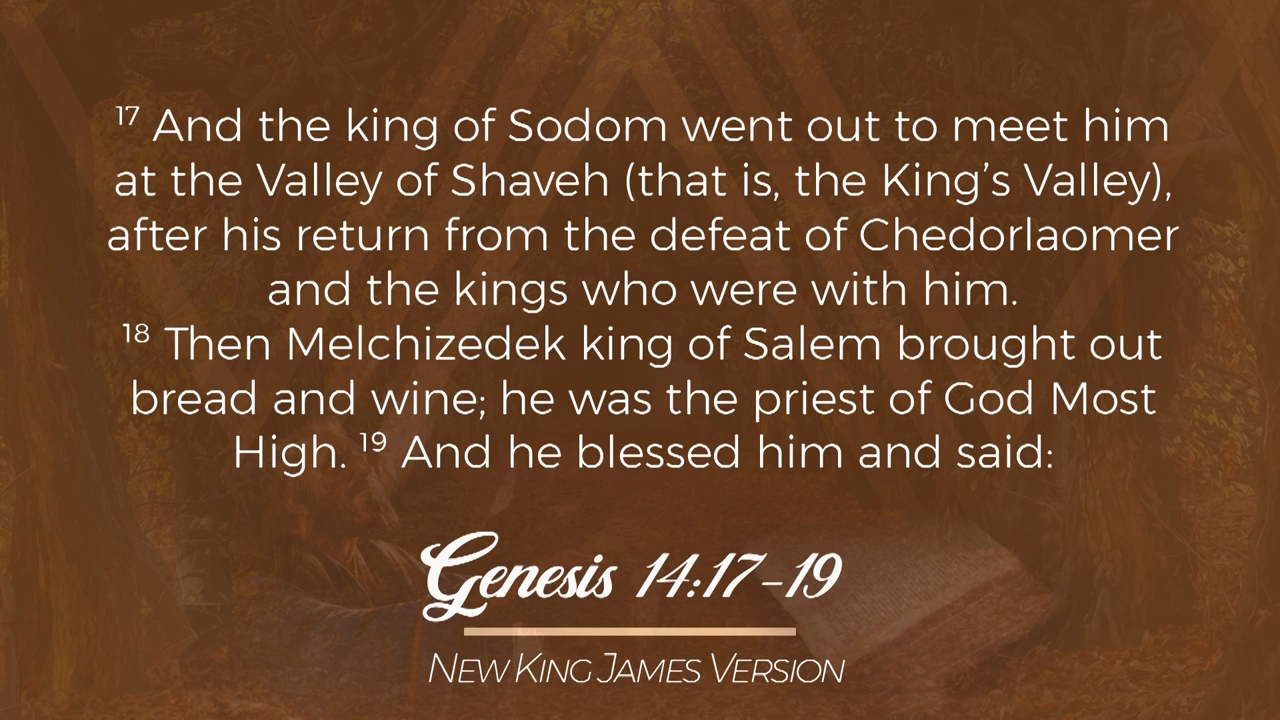 17 And the king of Sodom went out to meet him
at the Valley of Shaveh (that is, the King’s Valley),
after his return from the defeat of Chedorlaomer
and the kings who were with him.
18 Then Melchizedek king of Salem brought out
bread and wine; he was the priest of God Most
High. 19 And he blessed him and said:
Genesis 14:17-19
New King James Version